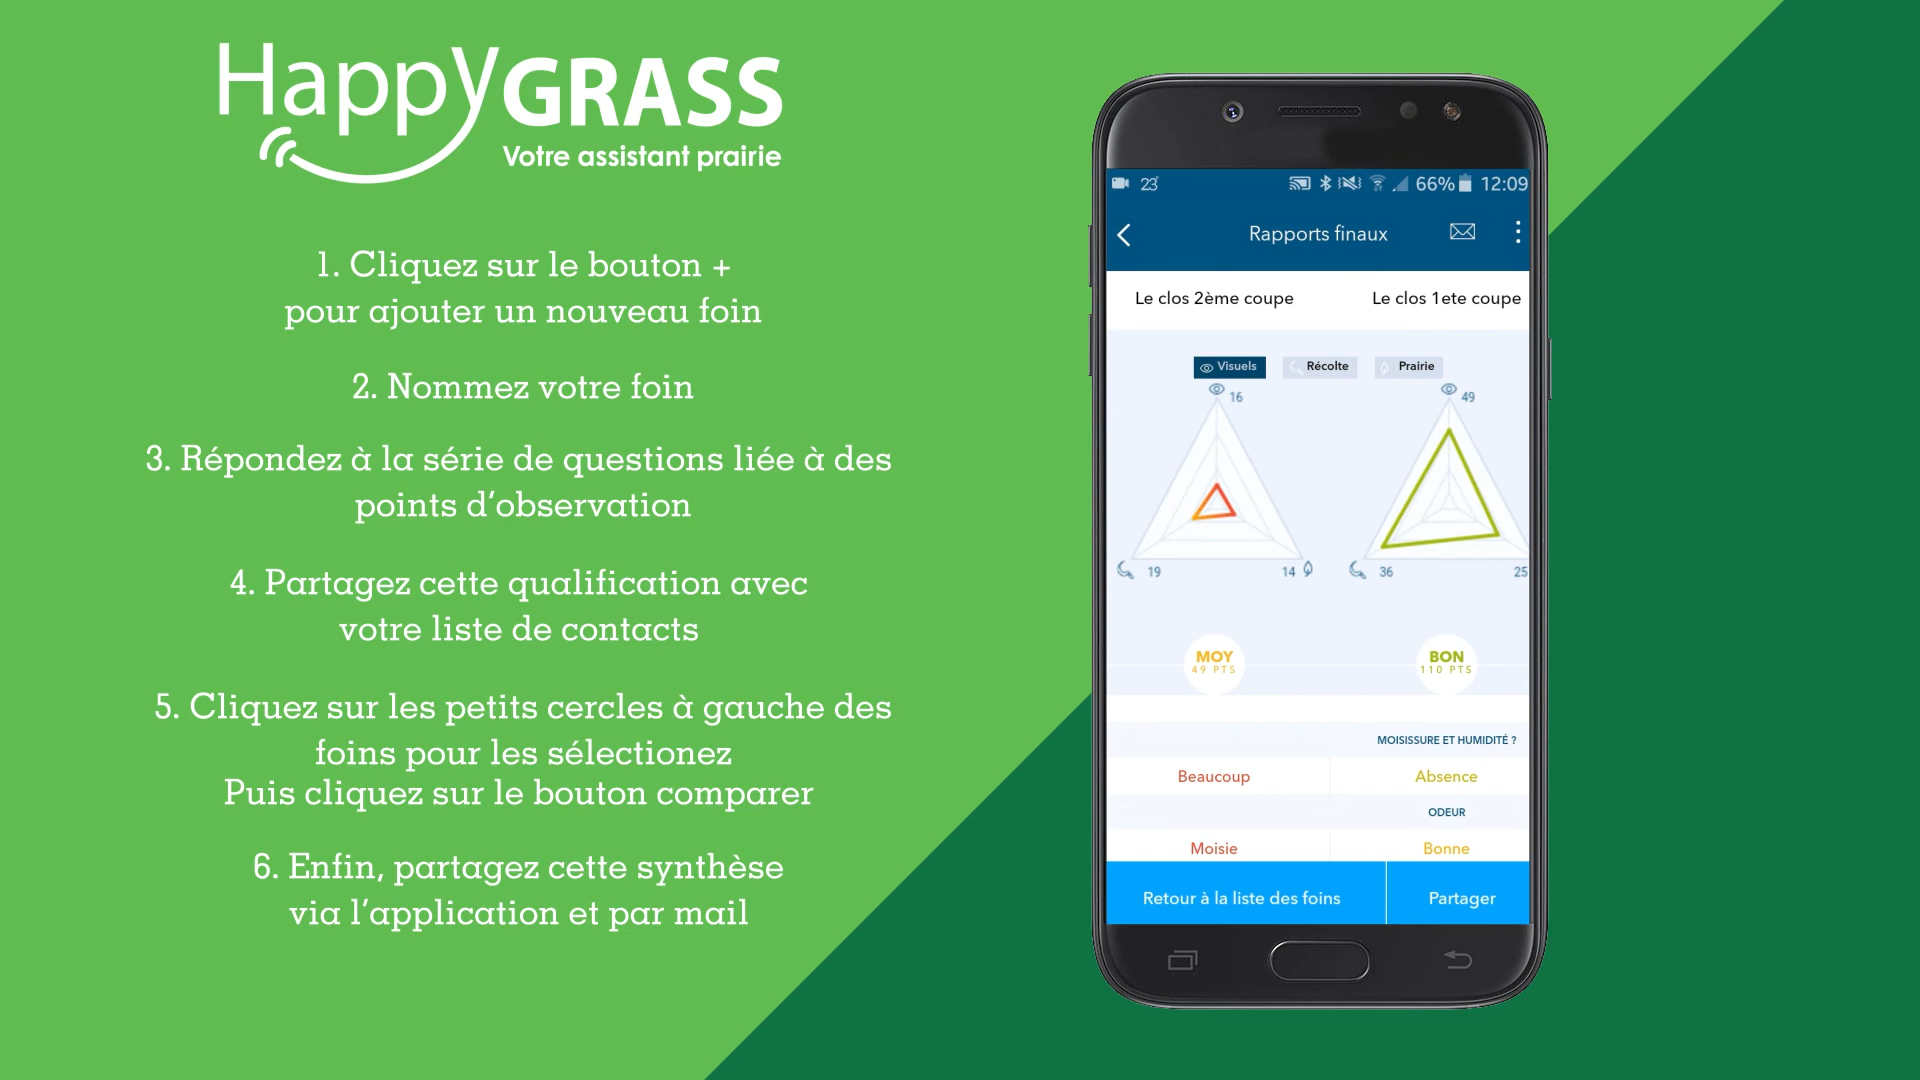 HappyGRASS
Votre assistant prairie
1. Cliquez sur le bouton +
pour ajouter un nouveau foin
2. Nommez votre foin
3. Répondez à la série de questions liée à des
points d'observation
4. Partagez cette qualification avec
votre liste de contacts
5. Cliquez sur les petits cercles à gauche des
foins pour les sélectionez
Puis cliquez sur le bouton comparer
6. Enfin, partagez cette synthèse
via l'application et par mail
23° 66% 12:09
Rapports finaux
Le clos 2ème coupe Le clos 1ete coupe
Visuels Récolte Prairie
16 49
19 14 36 25
MOY BON
49 PTS 110 PTS
MOISISSURE ET HUMIDITÉ ?
Beaucoup Absence
ODEUR
Moisie Bonne
Retour à la liste des foins Partager